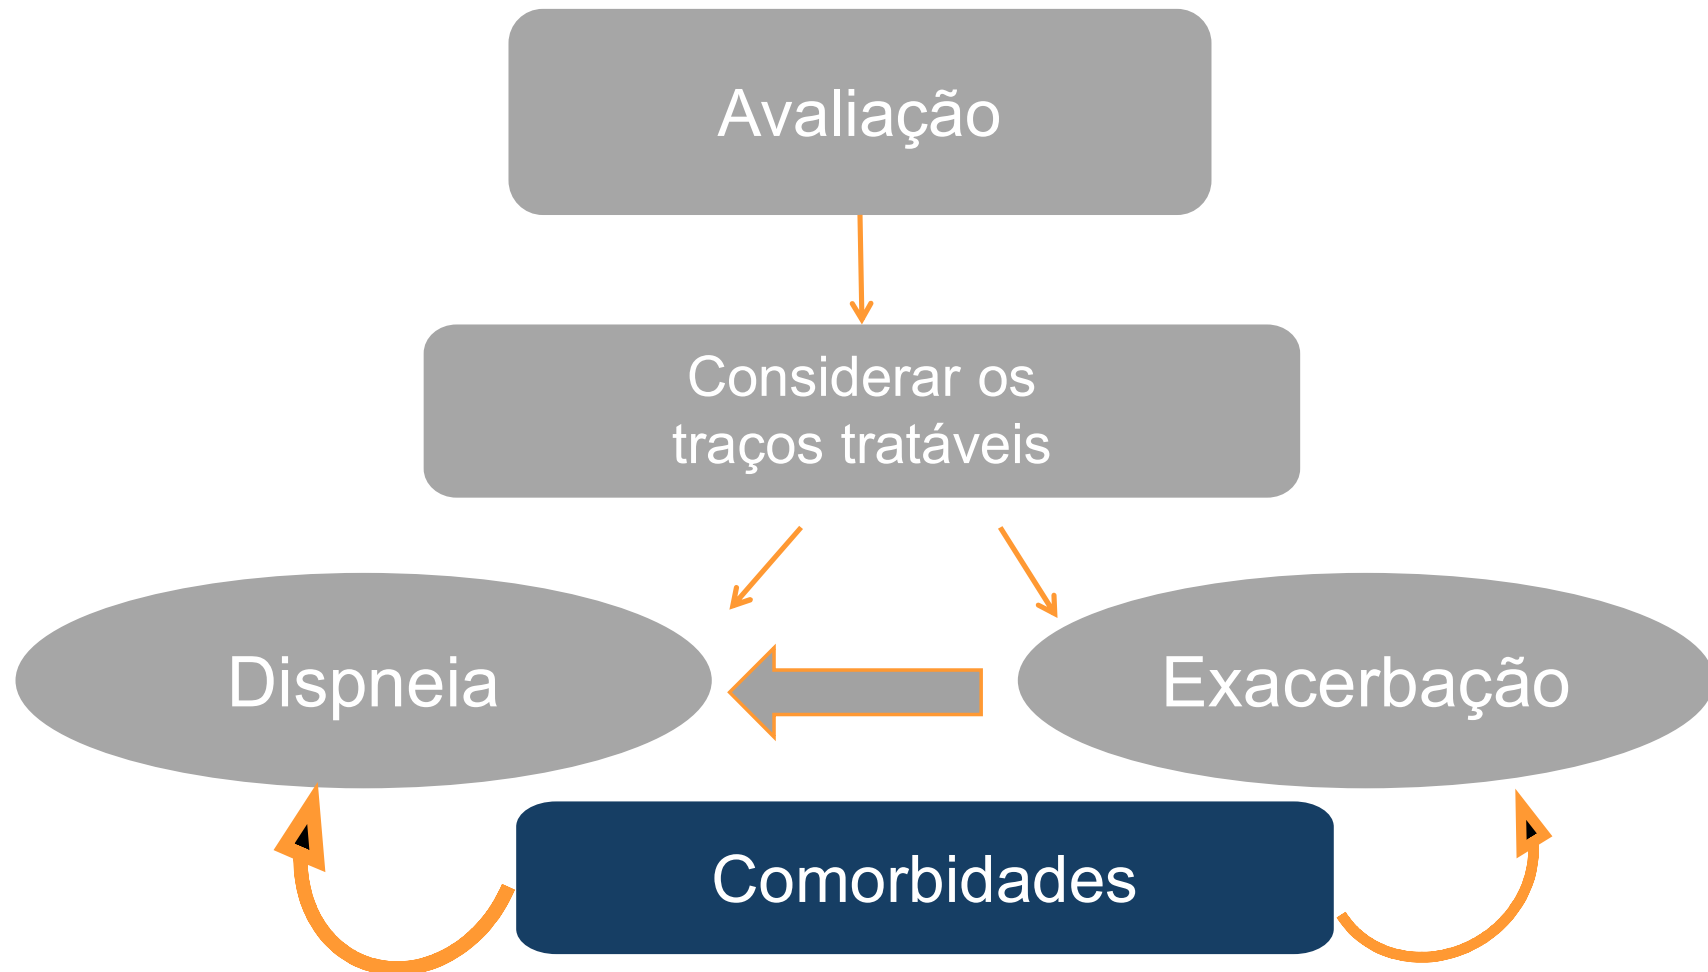 Avaliação
Considerar os
traços tratáveis
Dispneia
Exacerbação
Comorbidades